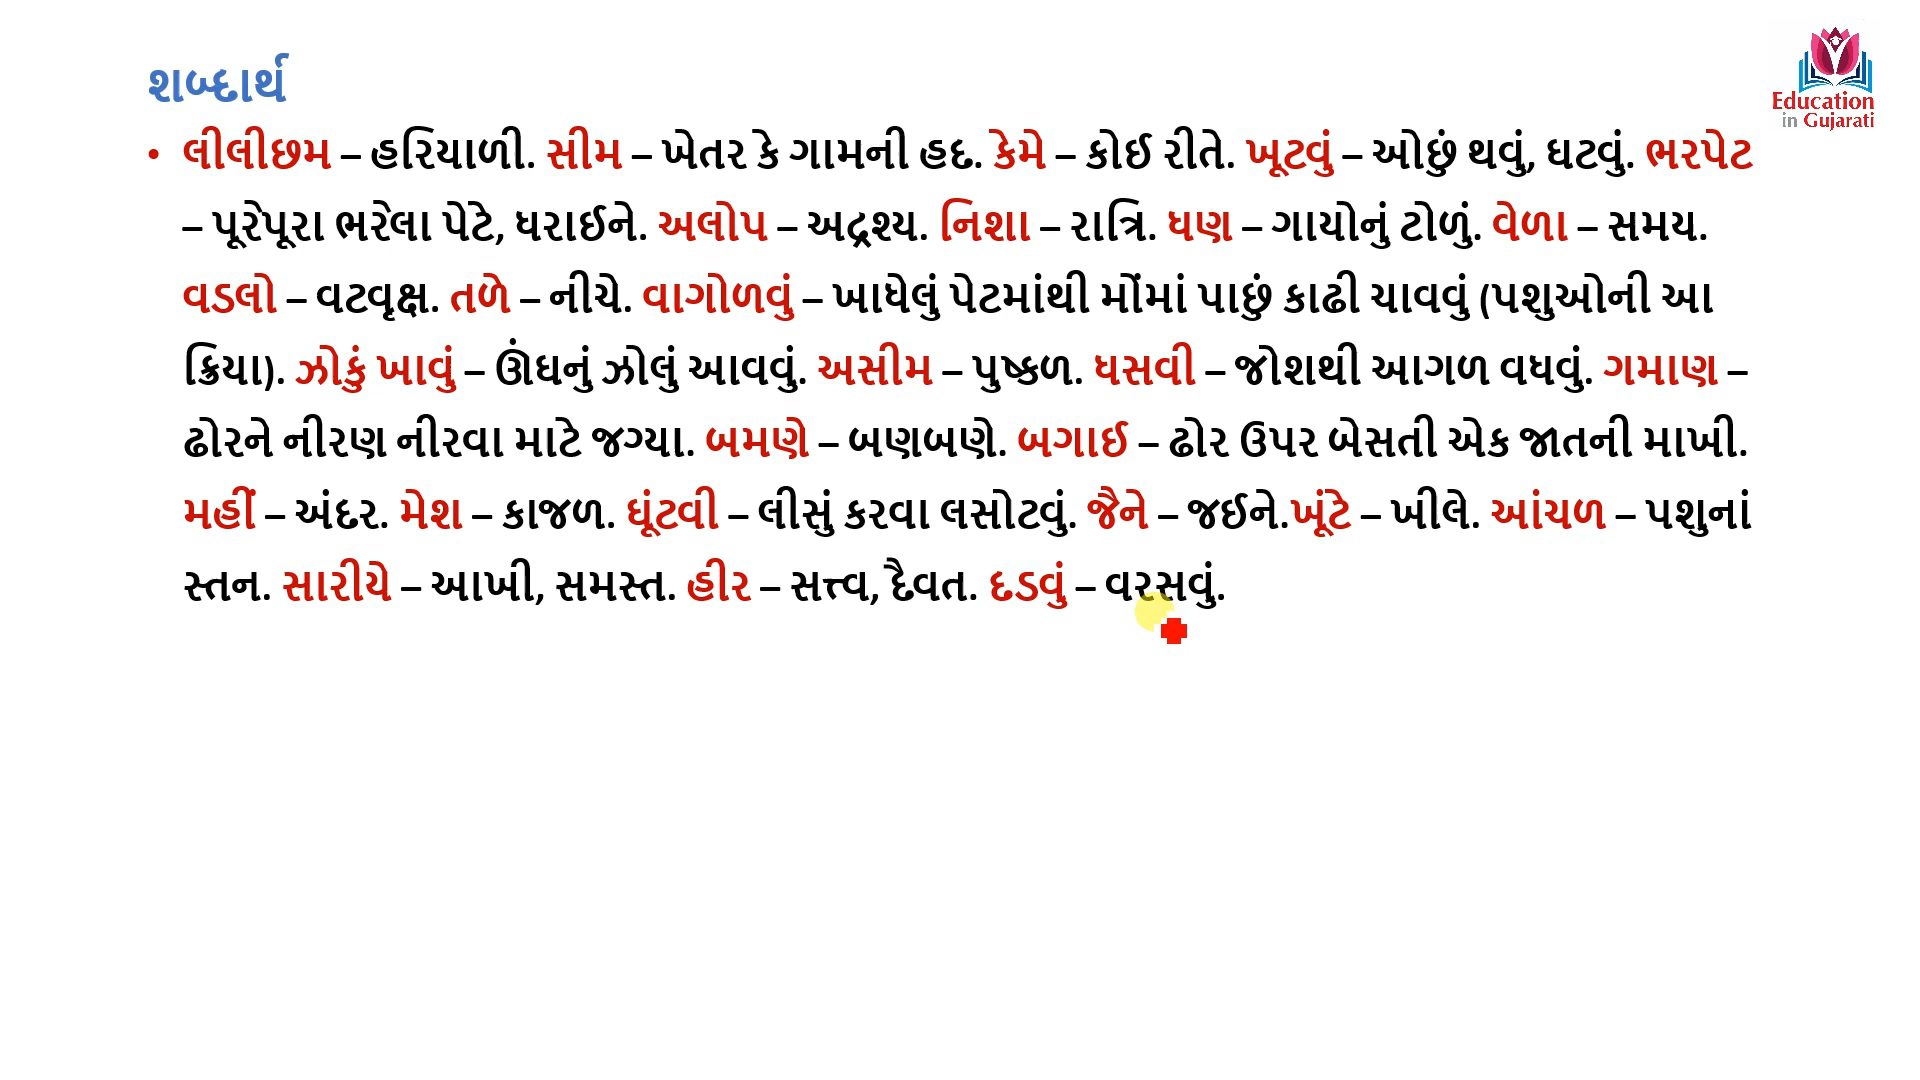 શબ્દાર્થ
Education
in Gujarati
• લીલીછમ – હરિયાળી. સીમ – ખેતર કે ગામની હદ. કેમે – કોઈ રીતે. ખૂટવું – ઓછું થવું, ઘટવું. ભરપેટ
– પૂરેપૂરા ભરેલા પેટે, ધરાઈને. અલોપ – અદ્રશ્ય. નિશા – રાત્રિ. ધણ – ગાયોનું ટોળું. વેળા – સમય.
વડલો – વટવૃક્ષ. તળે – નીચે. વાગોળવું – ખાધેલું પેટમાંથી મોંમાં પાછું કાઢી ચાવવું (પશુઓની આ
ક્રિયા). ઝોકું ખાવું – ઊંઘનું ઝોલું આવવું. અસીમ – પુષ્કળ. ધસવી – જોશથી આગળ વધવું. ગમાણ –
ઢોરને નીરણ નીરવા માટે જગ્યા. બમણે – બણબણે. બગાઈ – ઢોર ઉપર બેસતી એક જાતની માખી.
મહીં – અંદર. મેશ – કાજળ. ઘૂંટવી – લીસું કરવા લસોટવું. જૈને – જઈને.ખૂંટે – ખીલે. આંચળ – પશુનાં
સ્તન. સારીયે – આખી, સમસ્ત. હીર – સત્ત્વ, દૈવત. દડવું – વરસવું.